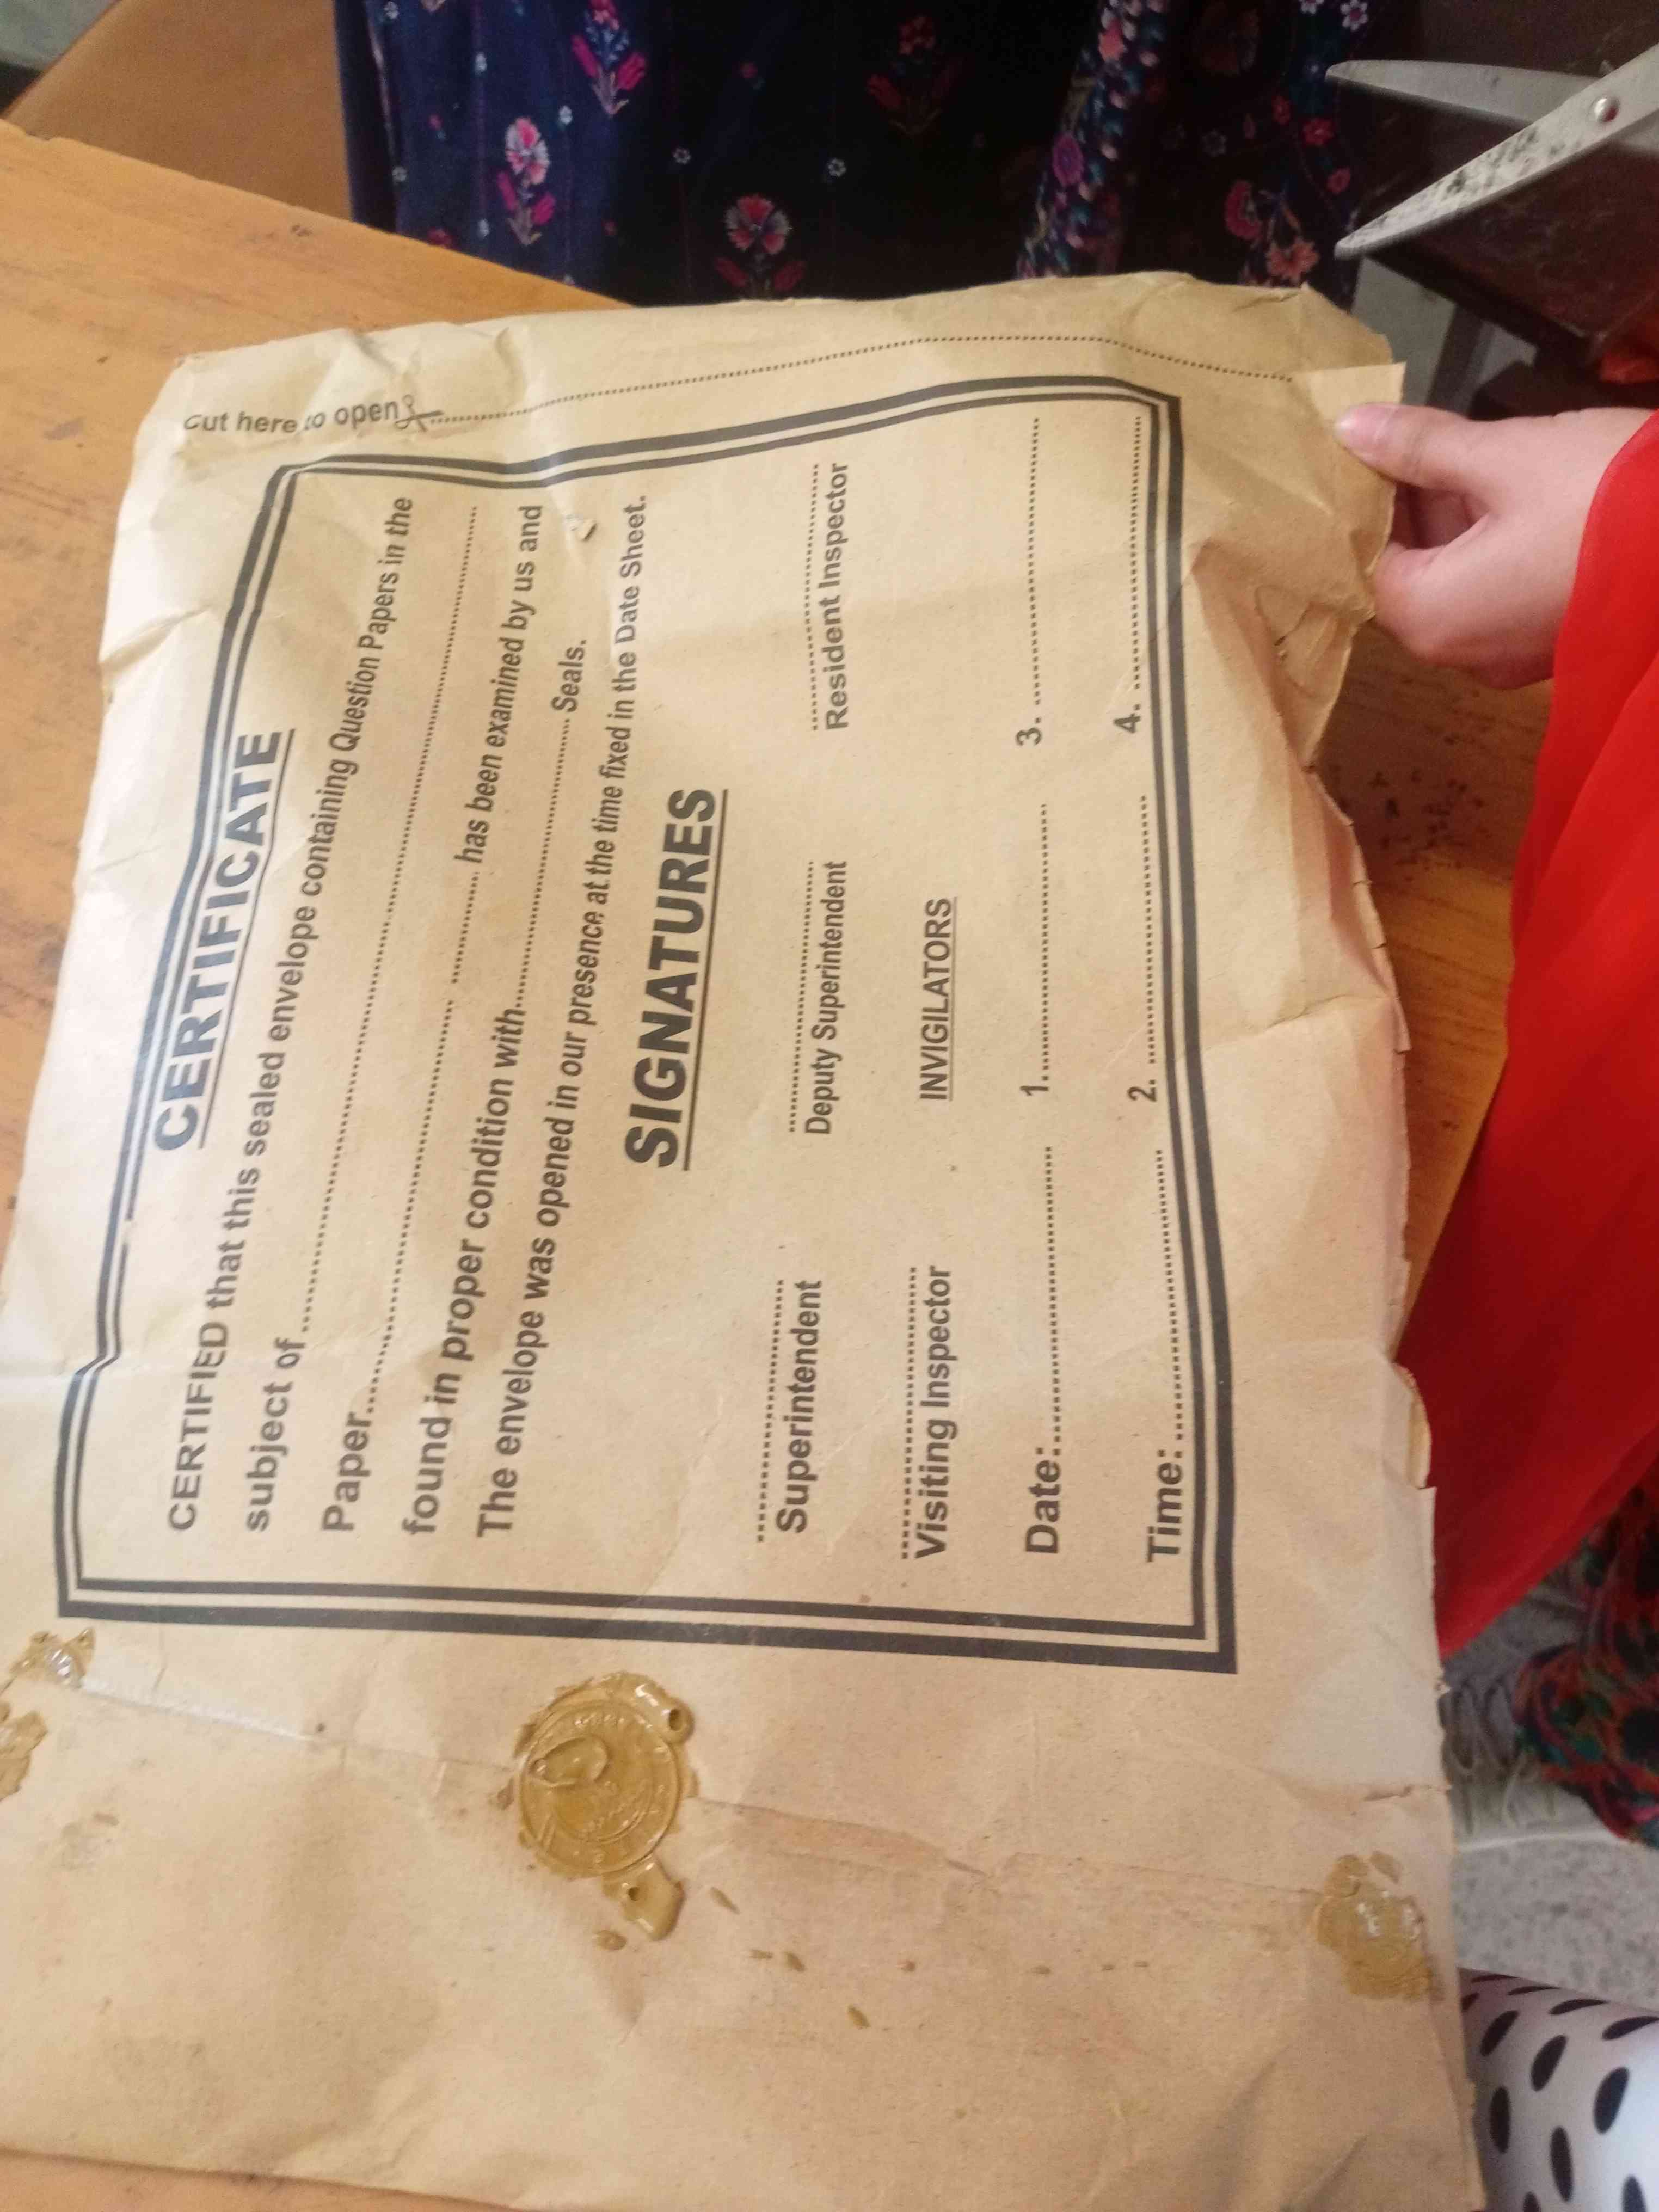 Cut here to open
CERTIFICATE
CERTIFIED that this sealed envelope containing Question Papers in the
subject of ........................................
Paper.............................. .............. has been examined by us and
found in proper condition with.............................. Seals.
The envelope was opened in our presence at the time fixed in the Date Sheet.
SIGNATURES
Superintendent Deputy Superintendent Resident Inspector
Visiting Inspector INVIGILATORS
Date:.............................. 1.............................. 3. ..............................
Time: .............................. 2. .............................. 4. ..............................